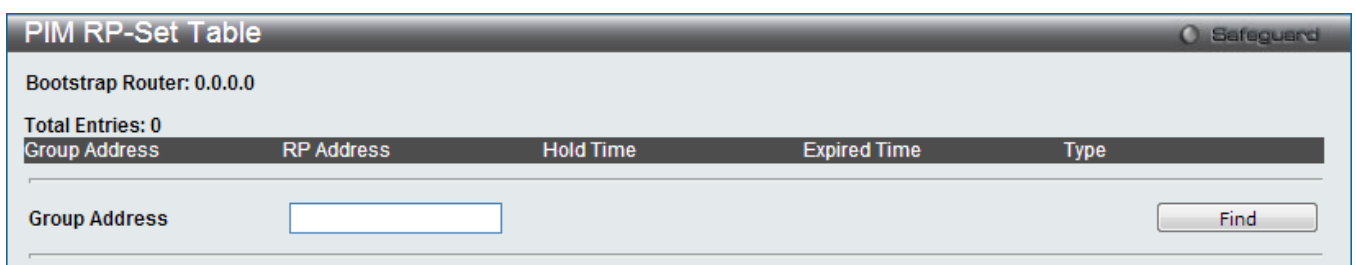 PIM RP-Set Table Safeguard
Bootstrap Router: 0.0.0.0
Total Entries: 0
Group Address RP Address Hold Time Expired Time Type
Group Address Find